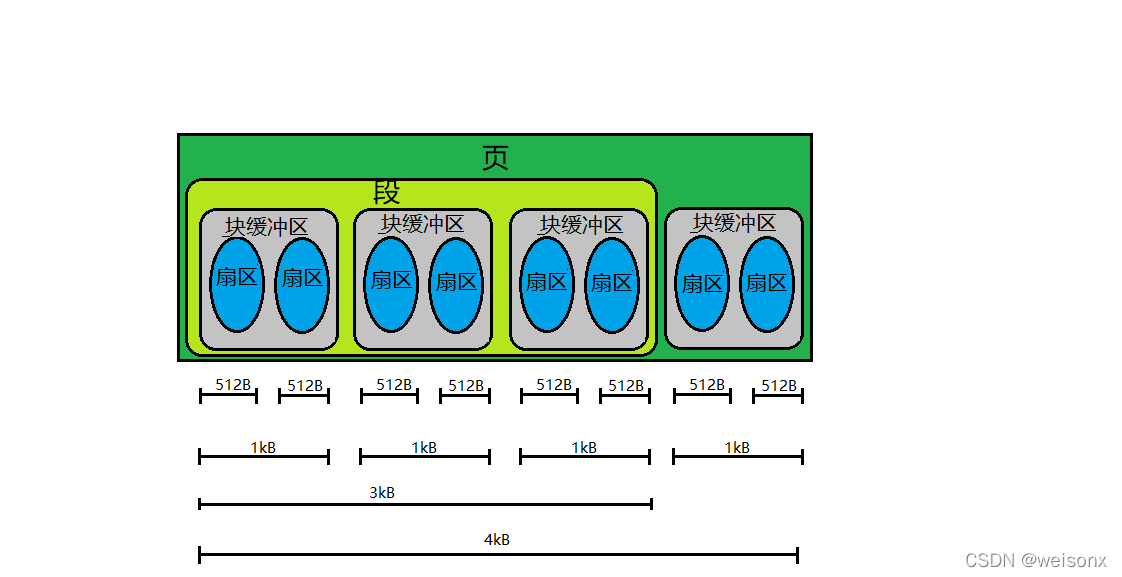 页
段
块缓冲区 块缓冲区 块缓冲区 块缓冲区
扇区 扇区 扇区 扇区 扇区 扇区 扇区 扇区
512B 512B 512B 512B 512B 512B 512B 512B
1kB 1kB 1kB 1kB
3kB
4kB
CSDN @weisonx